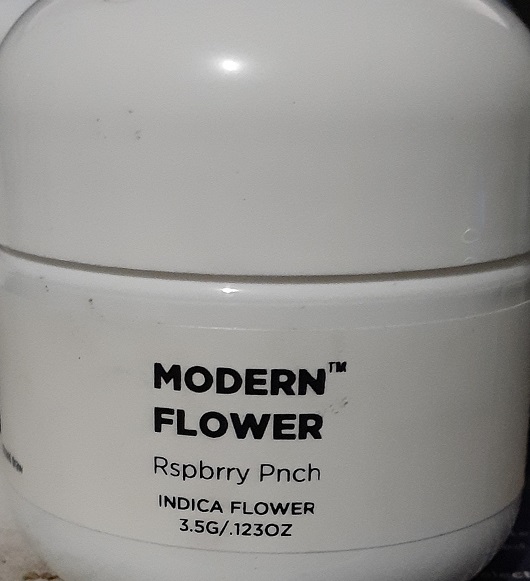 MODERN™
FLOWER
Rspbrry Pnch
INDICA FLOWER
3.5G/.123OZ